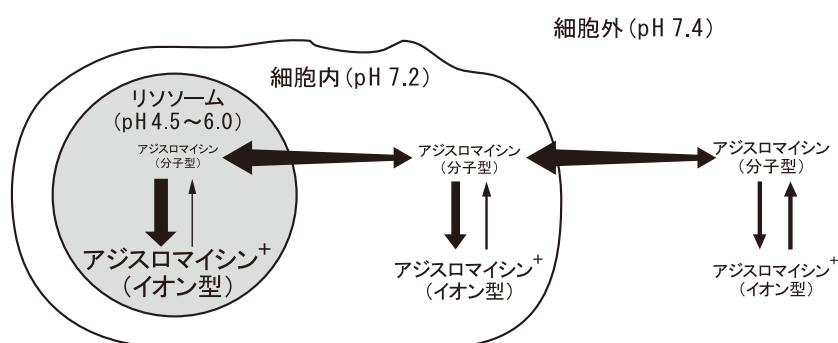 細胞外(pH 7.4)
細胞内(pH 7.2)
リソソーム
(pH 4.5~6.0)
アジスロマイシン
(分子型)
アジスロマイシン+
(イオン型)
アジスロマイシン
(分子型)
アジスロマイシン+
(イオン型)
アジスロマイシン
(分子型)
アジスロマイシン+
(イオン型)